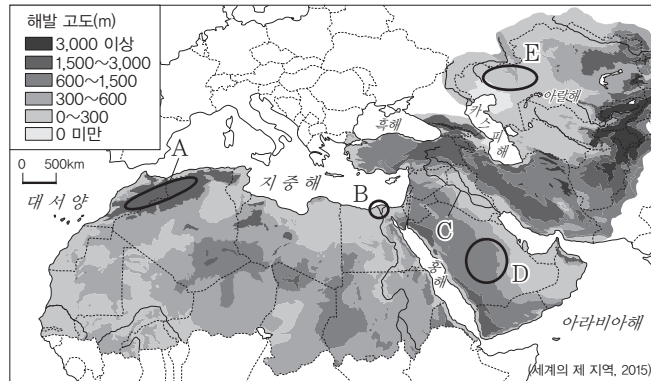 해발 고도(m)
3,000 이상
1,500~3,000
600~1,500
300~600
0~300
0 미만
0 500km
A
B
C
D
E
대서양
지중해
흑해
카스피해
아랄해
홍해
아라비아해
(세계의 제 지역, 2015)